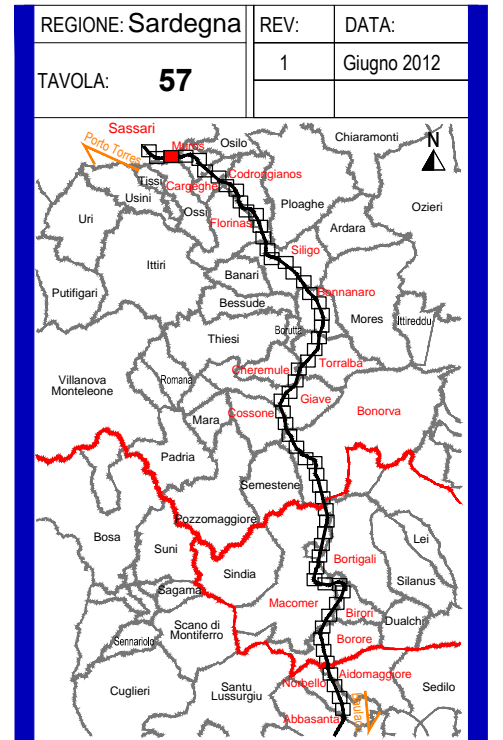 REGIONE: Sardegna
REV:
DATA:
TAVOLA: 57
1
Giugno 2012
Sassari
Porto Torres
Muros
Osilo
Chiaramonti
N
Tissi
Cargeghe
Codrongianos
Usini
Ossi
Ploaghe
Ozieri
Uri
Florinas
Ardara
Siligo
Ittiri
Banari
Bonnanaro
Putifigari
Bessude
Mores
Ittireddu
Borutta
Thiesi
Torralba
Cheremule
Villanova
Monteleone
Romana
Giave
Cossone
Bonorva
Mara
Padria
Semestene
Pozzomaggiore
Bosa
Suni
Lei
Bortigali
Sindia
Silanus
Sagama
Macomer
Birori
Dualchi
Scano di
Montiferro
Sennariolo
Borore
Aidomaggiore
Norbello
Cuglieri
Santu
Lussurgiu
Sedilo
Abbasanta